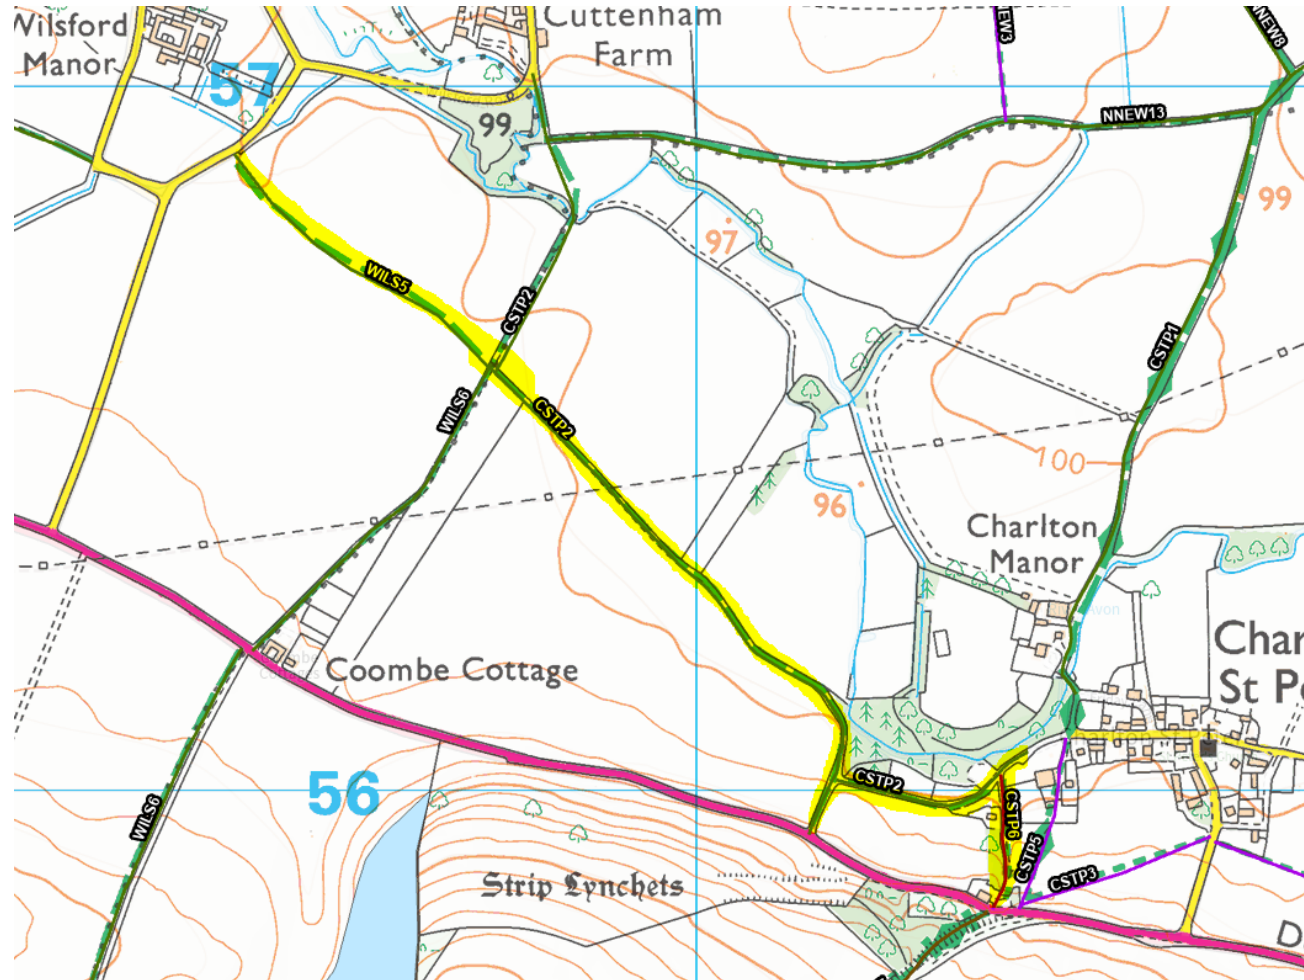 Wilsford
Manor
57
Cuttenham
Farm
NEW3
NNEW8
99
NNEW13
99
97
WILS5
CSTP2
CSTP1
WILS6
CSTP2
100
96
Charlton
Manor
Char
St P
Coombe Cottage
56
CSTP2
CSTP6
CSTP5
CSTP3
WILS6
Strip Lynchets
D